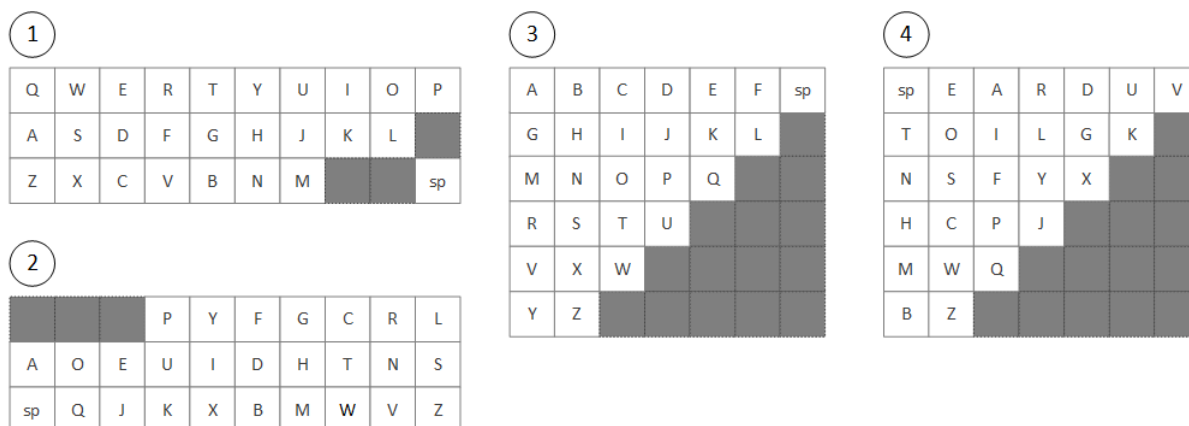 1
Q W E R T Y U I O P
A S D F G H J K L
Z X C V B N M sp
2
P Y F G C R L
A O E U I D H T N S
sp Q J K X B M W V Z
3
A B C D E F sp
G H I J K L
M N O P Q
R S T U
V X W
Y Z
4
sp E A R D U V
T O I L G K
N S F Y X
H C P J
M W Q
B Z